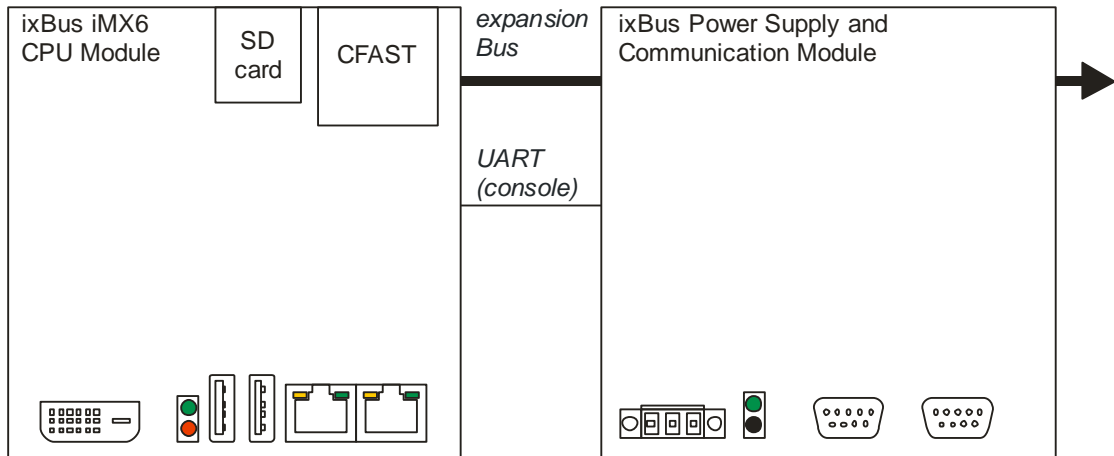 ixBus iMX6
CPU Module
SD
card
CFAST
expansion
Bus
UART
(console)
ixBus Power Supply and
Communication Module